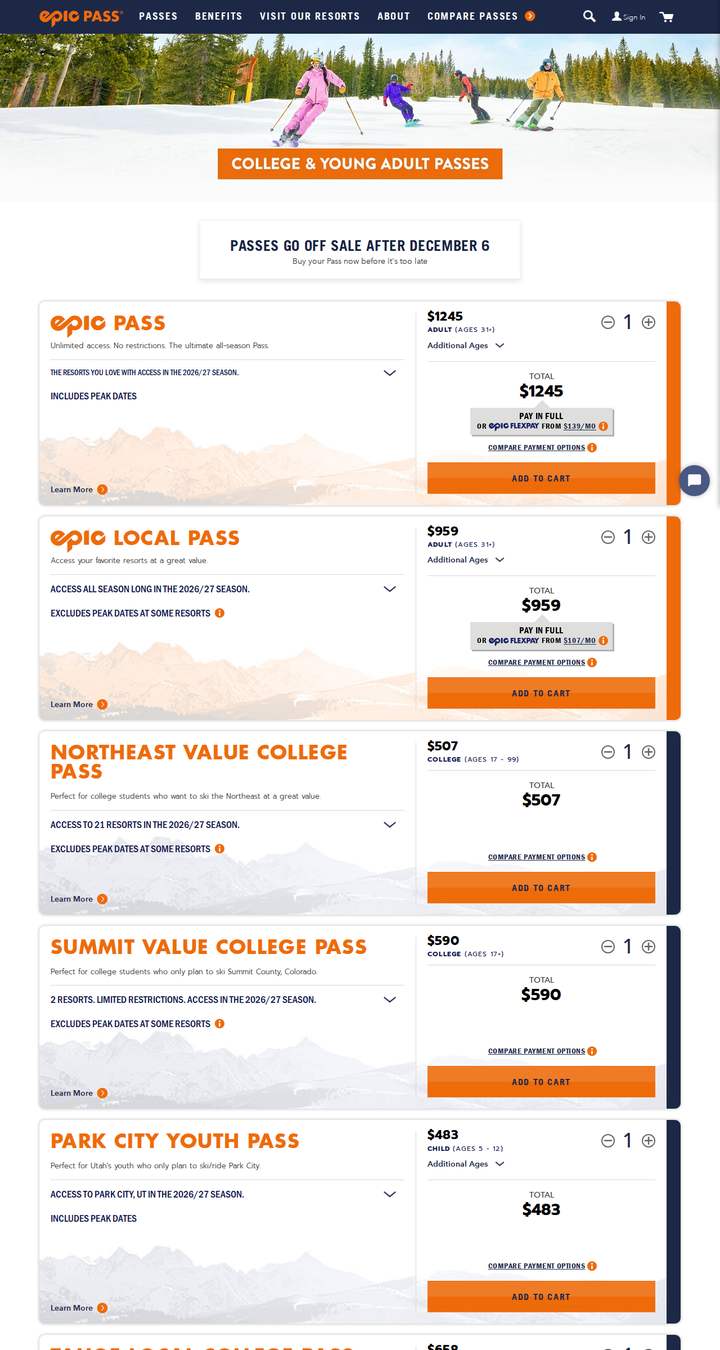 epic PASS
PASSES
BENEFITS
VISIT OUR RESORTS
ABOUT
COMPARE PASSES
Sign In
COLLEGE & YOUNG ADULT PASSES
PASSES GO OFF SALE AFTER DECEMBER 6
Buy your Pass now before it's too late
epic PASS
Unlimited access. No restrictions. The ultimate all-season Pass.
THE RESORTS YOU LOVE WITH ACCESS IN THE 2026/27 SEASON.
INCLUDES PEAK DATES
Learn More
$1245
ADULT (AGES 31+)
Additional Ages
1
TOTAL
$1245
PAY IN FULL
OR epic FLEXPAY FROM $139/MO
COMPARE PAYMENT OPTIONS
ADD TO CART
epic LOCAL PASS
Access your favorite resorts at a great value.
ACCESS ALL SEASON LONG IN THE 2026/27 SEASON.
EXCLUDES PEAK DATES AT SOME RESORTS
Learn More
$959
ADULT (AGES 31+)
Additional Ages
1
TOTAL
$959
PAY IN FULL
OR epic FLEXPAY FROM $107/MO
COMPARE PAYMENT OPTIONS
ADD TO CART
NORTHEAST VALUE COLLEGE
PASS
Perfect for college students who want to ski the Northeast at a great value.
ACCESS TO 21 RESORTS IN THE 2026/27 SEASON.
EXCLUDES PEAK DATES AT SOME RESORTS
Learn More
$507
COLLEGE (AGES 17 - 99)
1
TOTAL
$507
COMPARE PAYMENT OPTIONS
ADD TO CART
SUMMIT VALUE COLLEGE PASS
Perfect for college students who only plan to ski Summit County, Colorado.
2 RESORTS. LIMITED RESTRICTIONS. ACCESS IN THE 2026/27 SEASON.
EXCLUDES PEAK DATES AT SOME RESORTS
Learn More
$590
COLLEGE (AGES 17+)
1
TOTAL
$590
COMPARE PAYMENT OPTIONS
ADD TO CART
PARK CITY YOUTH PASS
Perfect for Utah's youth who only plan to ski/ride Park City.
ACCESS TO PARK CITY, UT IN THE 2026/27 SEASON.
INCLUDES PEAK DATES
Learn More
$483
CHILD (AGES 5 - 12)
Additional Ages
1
TOTAL
$483
COMPARE PAYMENT OPTIONS
ADD TO CART
TAHOE LOCAL COLLEGE PASS
$658